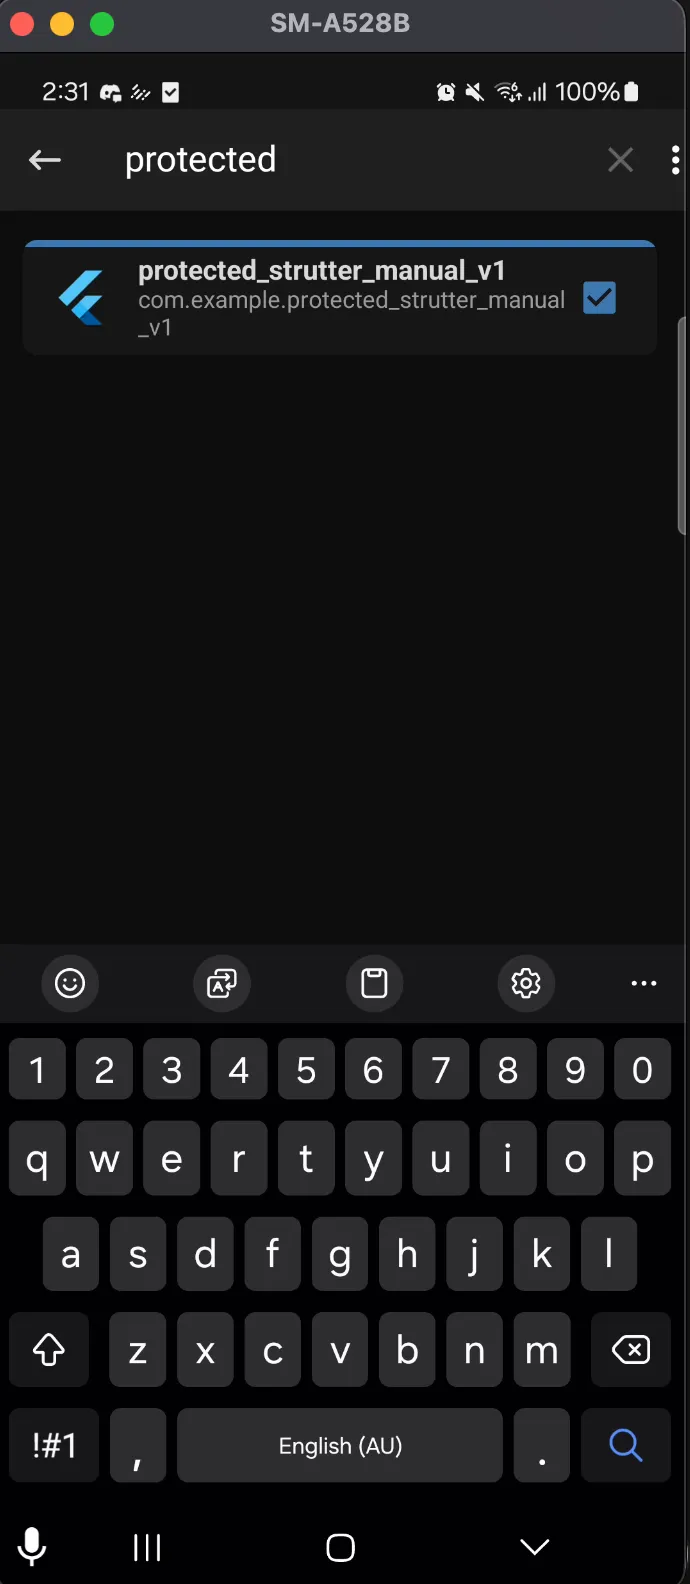 SM-A528B
2:31 100%
protected
protected_strutter_manual_v1
com.example.protected_strutter_manual
_v1
1 2 3 4 5 6 7 8 9 0
q w e r t y u i o p
a s d f g h j k l
z x c v b n m
!#1 , English (AU) .